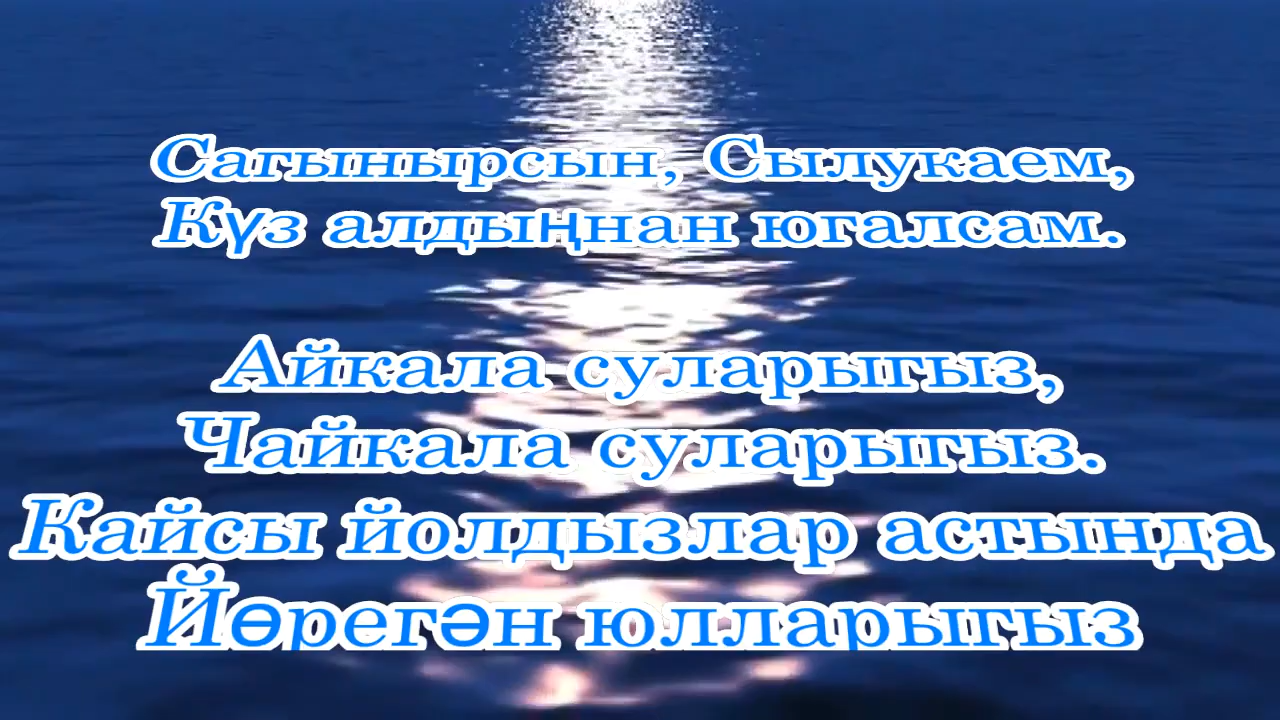 Сагынырсын, Сылукаем,
Күз алдыңнан югалсам.
Айкала суларыгыз,
Чайкала суларыгыз.
Кайсы йолдызлар астында
Йөрегән юлларыгыз